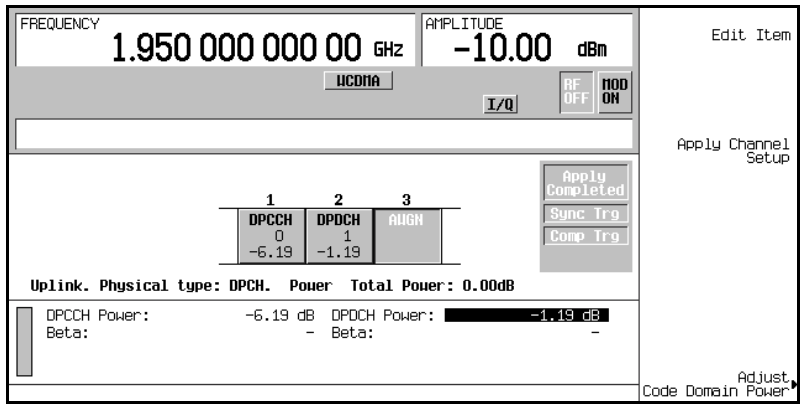 FREQUENCY
1.950 000 000 00 GHz
AMPLITUDE
-10.00 dBm
WCDMA
I/Q
RF OFF
MOD ON
1 2 3
DPCCH DPDCH AWGN
0 1
-6.19 -1.19
Apply
Completed
Sync Trg
Comp Trg
Uplink. Physical type: DPCH. Power Total Power: 0.00dB
DPCCH Power: -6.19 dB DPDCH Power: -1.19 dB
Beta: - Beta: -
Edit Item
Apply Channel
Setup
Adjust
Code Domain Power